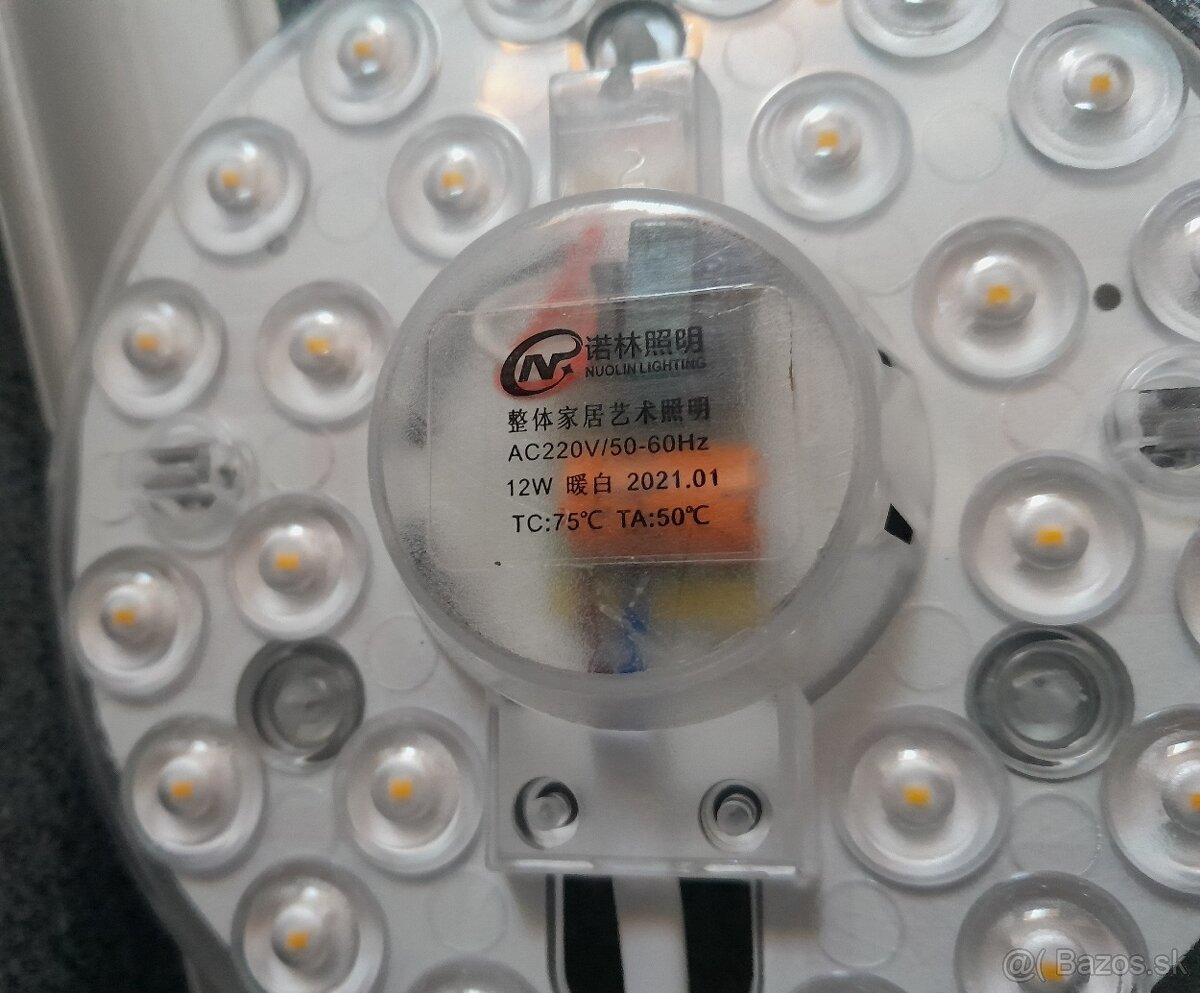 诺林照明
NUOLIN LIGHTING
整体家居艺术照明
AC220V/50-60Hz
12W 暖白 2021.01
TC:75℃ TA:50℃
@( Bazos.sk